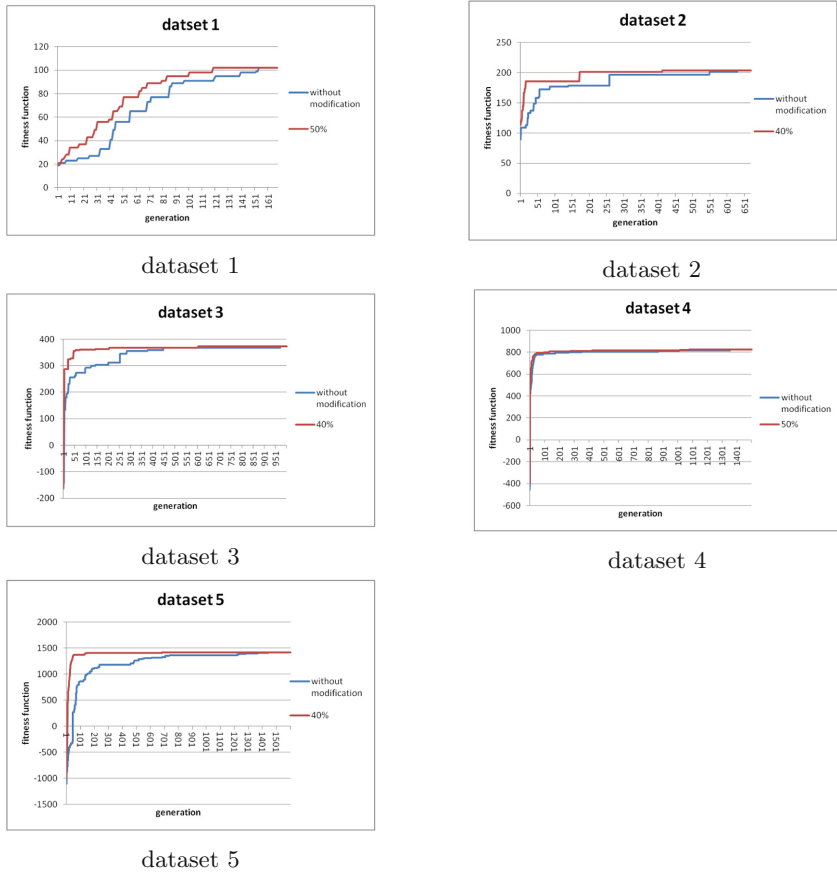 datset 1
120
100
80
60
40
20
0
fitness function
1 11 21 31 41 51 61 71 81 91 101 111 121 131 141 151 161
generation
without modification
50%
dataset 1
dataset 2
250
200
150
100
50
0
fitness function
1 51 101 151 201 251 301 351 401 451 501 551 601 651
generation
without modification
40%
dataset 2
dataset 3
400
300
200
100
0
-100
-200
fitness function
1 51 101 151 201 251 301 351 401 451 501 551 601 651 701 751 801 851 901 951
generation
without modification
40%
dataset 3
dataset 4
1000
800
600
400
200
0
-200
-400
-600
fitness function
1 101 201 301 401 501 601 701 801 901 1001 1101 1201 1301 1401
generation
without modification
50%
dataset 4
dataset 5
2000
1500
1000
500
0
-500
-1000
-1500
fitness function
1 101 201 301 401 501 601 701 801 901 1001 1101 1201 1301 1401 1501
generation
without modification
40%
dataset 5